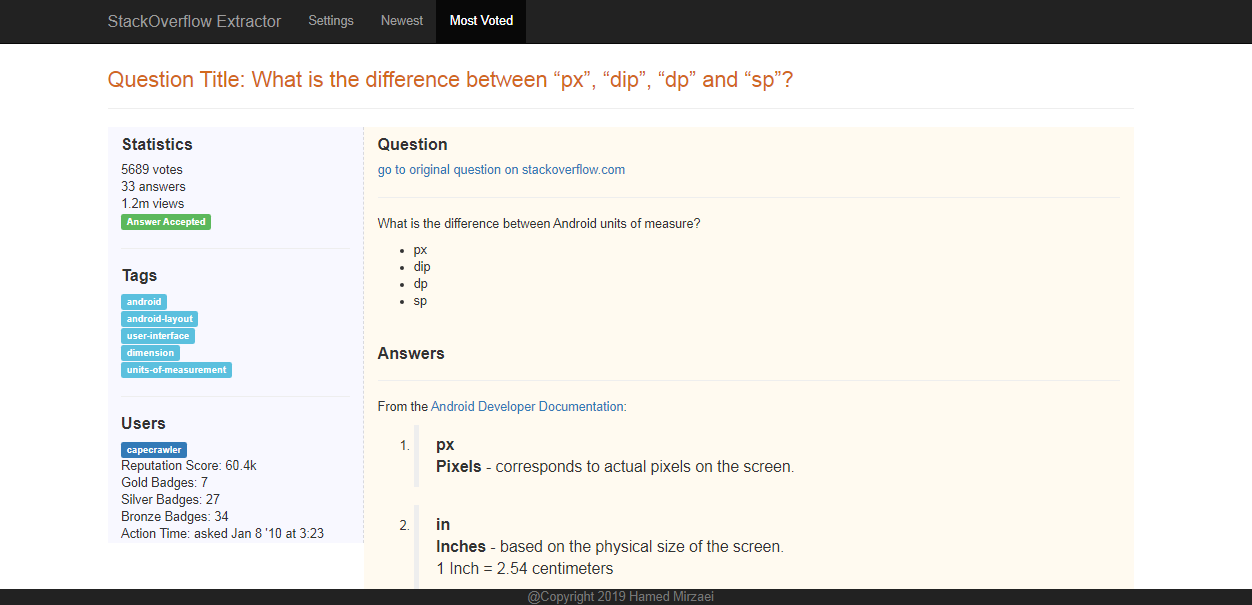 StackOverflow Extractor Settings Newest Most Voted
Question Title: What is the difference between “px”, “dip”, “dp” and “sp”?
Statistics
5689 votes
33 answers
1.2m views
Answer Accepted
Tags
android
android-layout
user-interface
dimension
units-of-measurement
Users
capecrawler
Reputation Score: 60.4k
Gold Badges: 7
Silver Badges: 27
Bronze Badges: 34
Action Time: asked Jan 8 '10 at 3:23
Question
go to original question on stackoverflow.com
What is the difference between Android units of measure?
• px
• dip
• dp
• sp
Answers
From the Android Developer Documentation:
1. px
Pixels - corresponds to actual pixels on the screen.
2. in
Inches - based on the physical size of the screen.
1 Inch = 2.54 centimeters
@Copyright 2019 Hamed Mirzaei